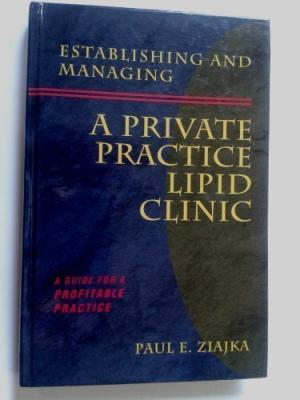 ESTABLISHING AND
MANAGING
A PRIVATE
PRACTICE
LIPID
CLINIC
A GUIDE FOR A
PROFITABLE
PRACTICE
PAUL E. ZIAJKA